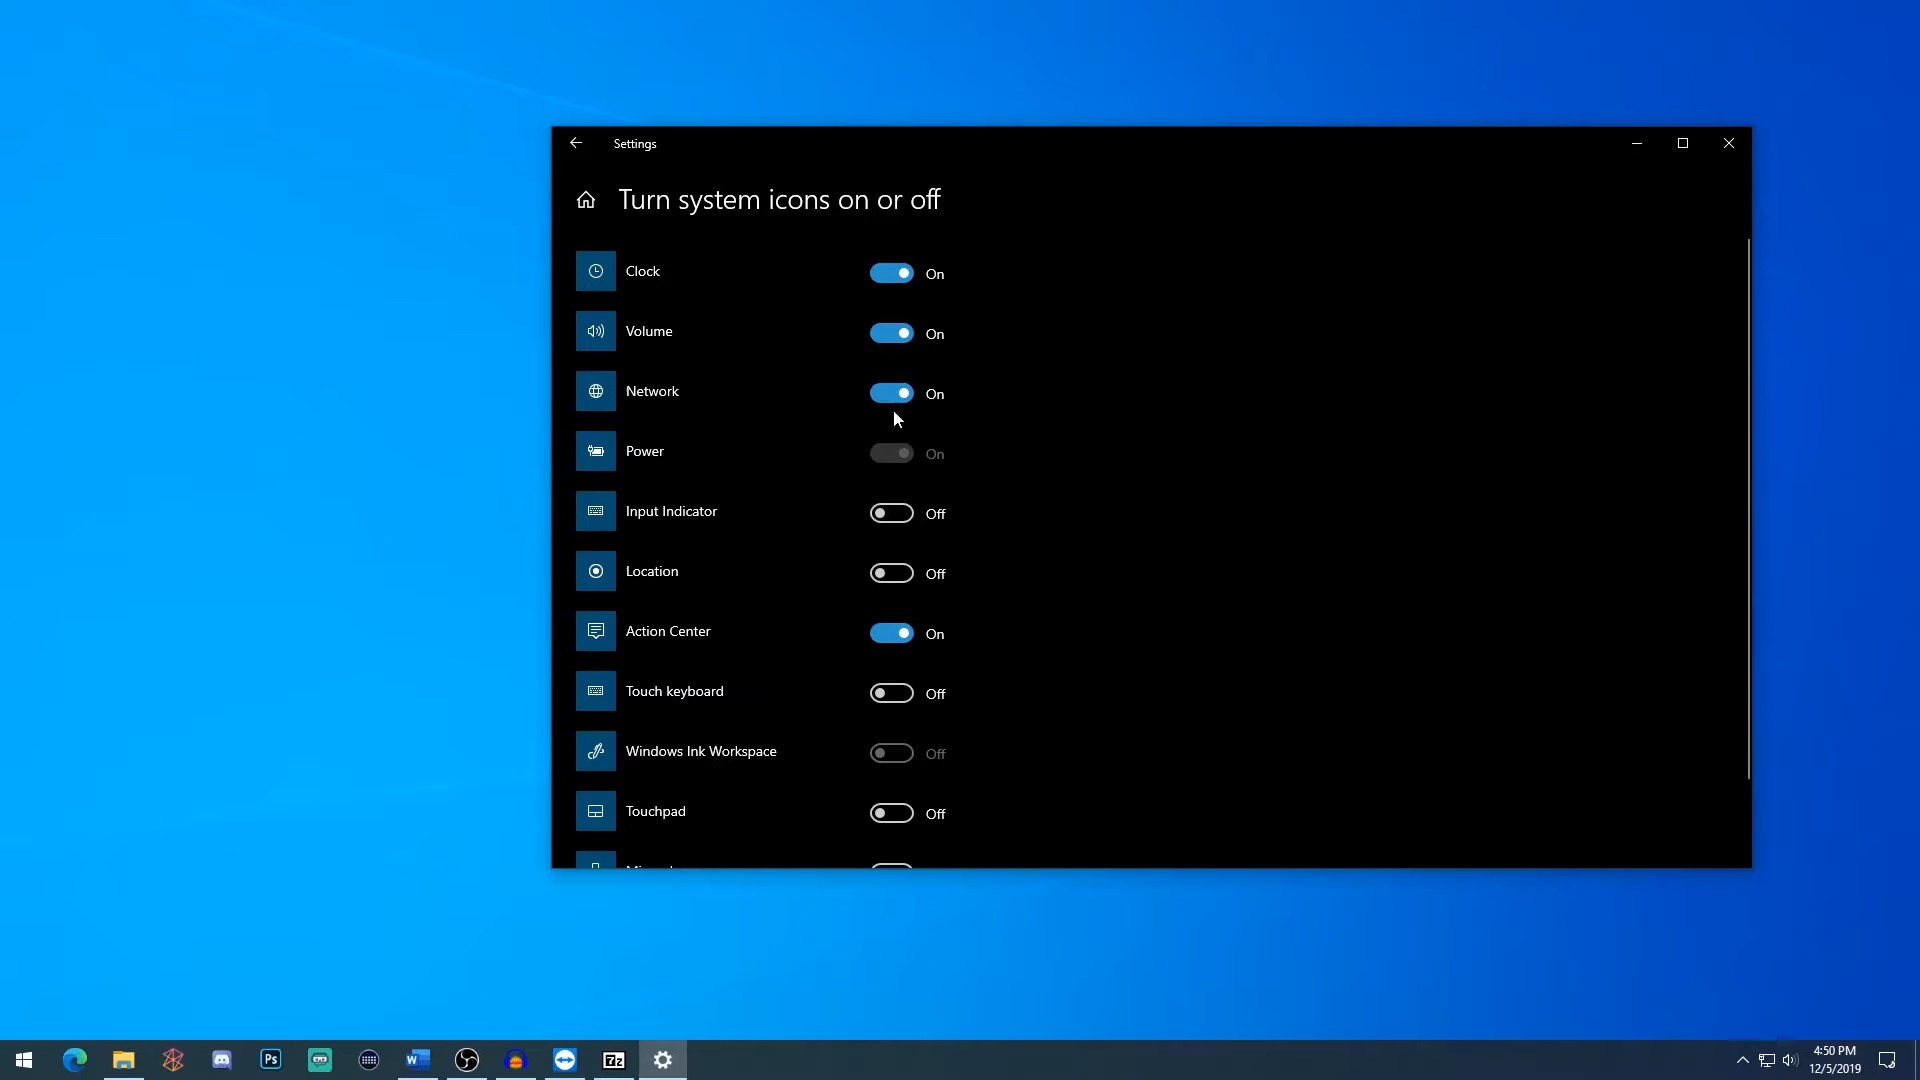 Settings
Turn system icons on or off
Clock On
Volume On
Network On
Power On
Input Indicator Off
Location Off
Action Center On
Touch keyboard Off
Windows Ink Workspace Off
Touchpad Off
Ps
W
7z
4:50 PM
12/5/2019